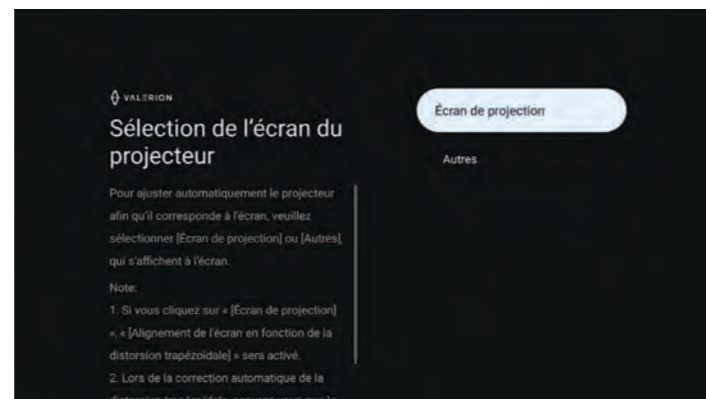 VALERION
Sélection de l'écran du
projecteur
Pour ajuster automatiquement le projecteur
afin qu'il corresponde à l'écran, veuillez
sélectionner [Écran de projection] ou [Autres],
qui s'affichent à l'écran.
Note:
1. Si vous cliquez sur « [Écran de projection]
», « [Alignement de l'écran en fonction de la
distorsion trapézoïdale] » sera activé.
2. Lors de la correction automatique de la
Écran de projection
Autres